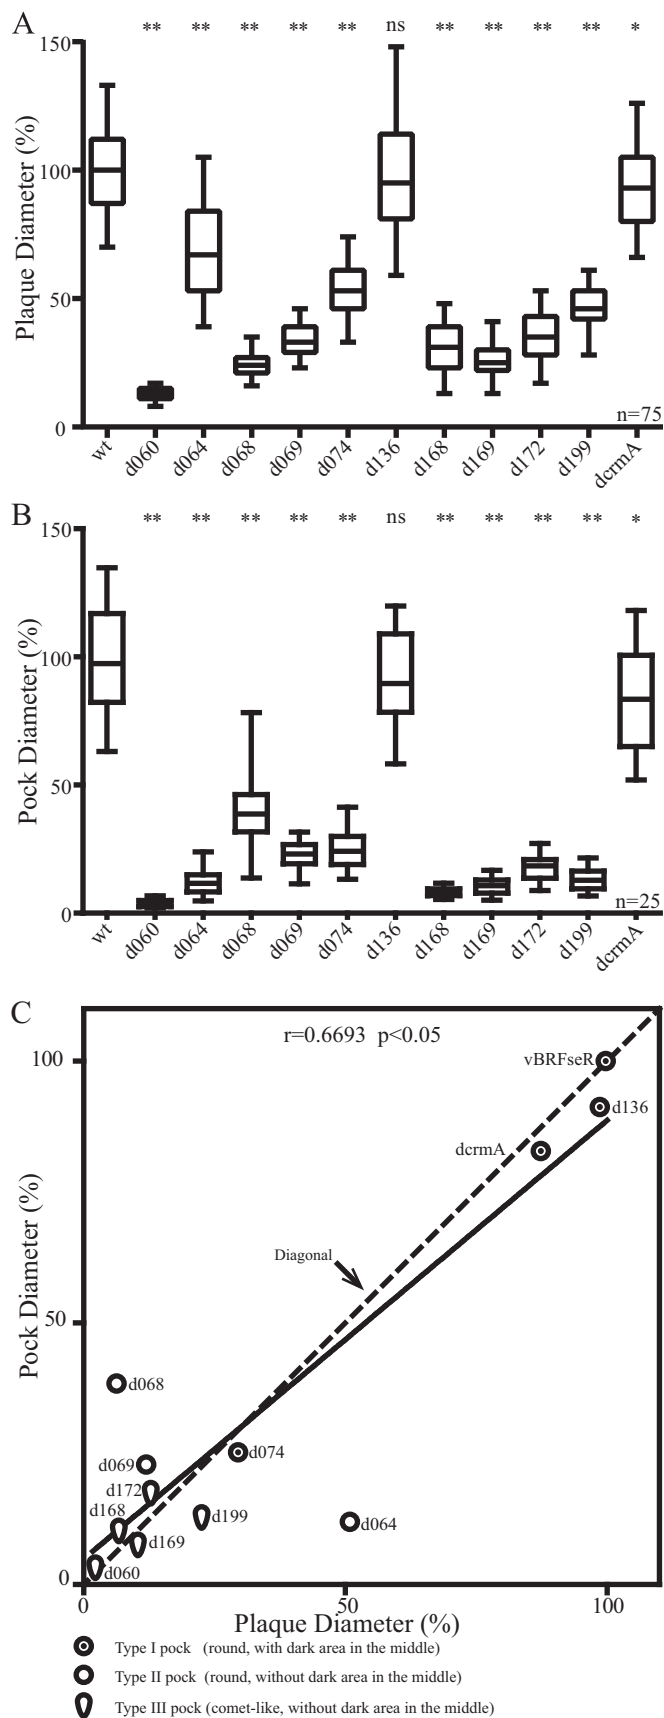 A
** ** ** ** ** ns ** ** ** ** *
150
100
50
0
Plaque Diameter (%)
n=75
wt d060 d064 d068 d069 d074 d136 d168 d169 d172 d199 dcrmA
B
** ** ** ** ** ns ** ** ** ** *
150
100
50
0
Pock Diameter (%)
n=25
wt d060 d064 d068 d069 d074 d136 d168 d169 d172 d199 dcrmA
C
r=0.6693 p<0.05
100
50
0
Pock Diameter (%)
vBRFseR
d136
dcrmA
Diagonal
d068
d074
d069
d172
d168
d199
d064
d169
d060
0 50 100
Plaque Diameter (%)
Type I pock (round, with dark area in the middle)
Type II pock (round, without dark area in the middle)
Type III pock (comet-like, without dark area in the middle)